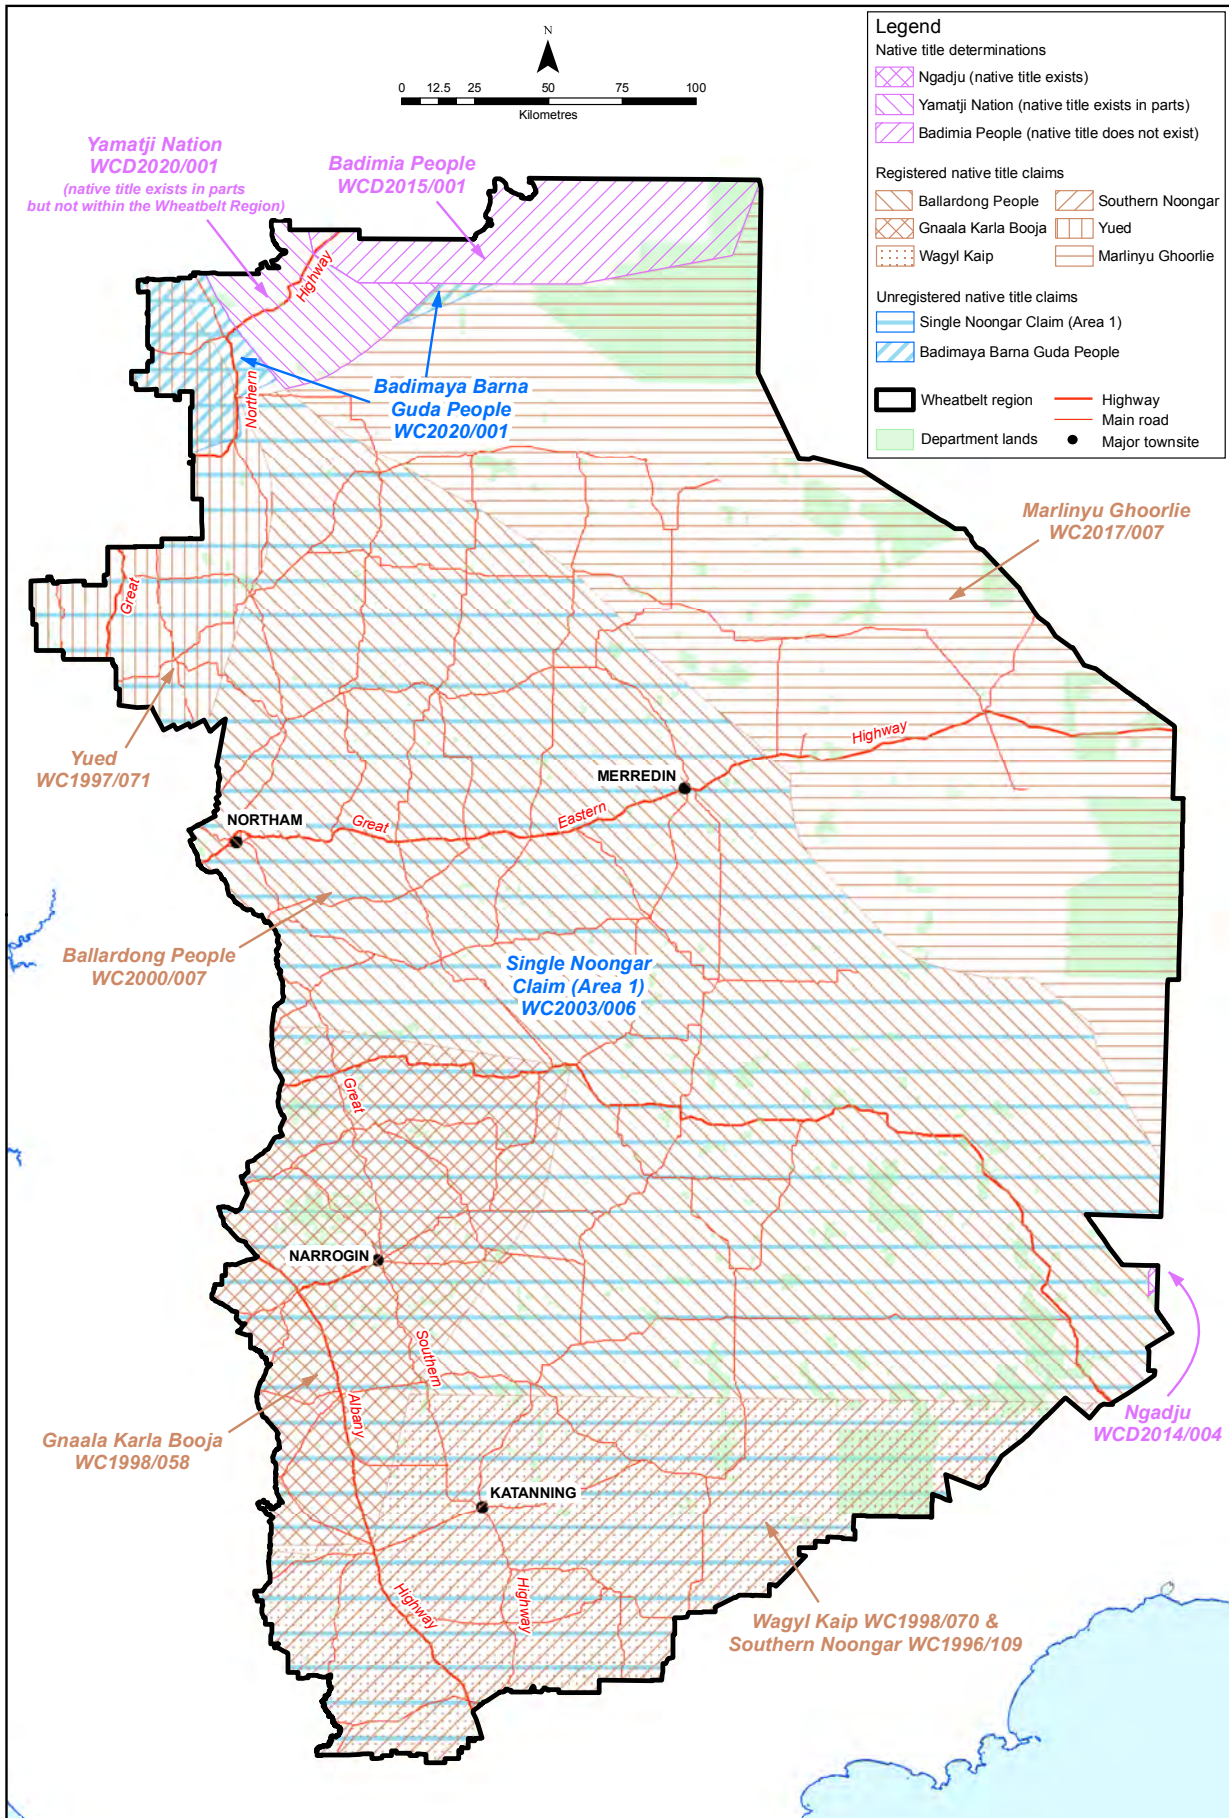 N
0 12.5 25 50 75 100
Kilometres
Legend
Native title determinations
Ngadju (native title exists)
Yamatji Nation (native title exists in parts)
Badimia People (native title does not exist)
Registered native title claims
Ballardong People
Southern Noongar
Gnaala Karla Booja
Yued
Wagyl Kaip
Marlinyu Ghoorlie
Unregistered native title claims
Single Noongar Claim (Area 1)
Badimaya Barna Guda People
Wheatbelt region
Highway
Main road
Department lands
Major townsite
Yamatji Nation
WCD2020/001
(native title exists in parts
but not within the Wheatbelt Region)
Badimia People
WCD2015/001
Highway
Northern
Badimaya Barna
Guda People
WC2020/001
Marlinyu Ghoorlie
WC2017/007
Great
Yued
WC1997/071
Highway
MERREDIN
Eastern
Great
NORTHAM
Ballardong People
WC2000/007
Single Noongar
Claim (Area 1)
WC2003/006
Great
NARROGIN
Southern
Albany
Ngadju
WCD2014/004
Gnaala Karla Booja
WC1998/058
KATANNING
Highway
Highway
Wagyl Kaip WC1998/070 &
Southern Noongar WC1996/109